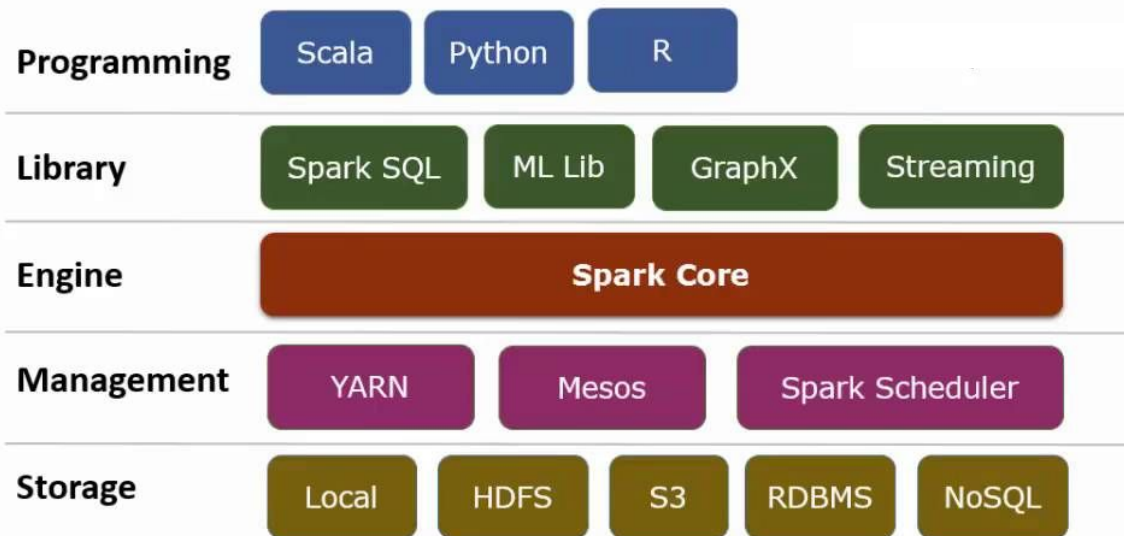 Programming Scala Python R
Library Spark SQL ML Lib GraphX Streaming
Engine Spark Core
Management YARN Mesos Spark Scheduler
Storage Local HDFS S3 RDBMS NoSQL